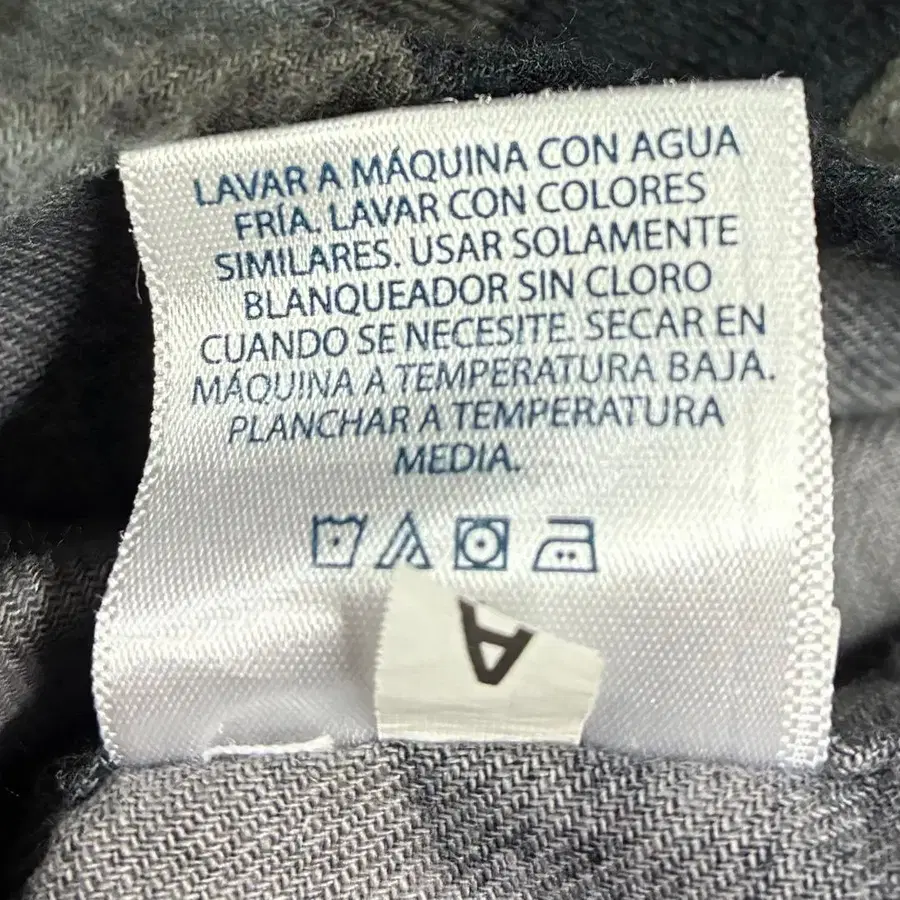 LAVAR A MÁQUINA CON AGUA
FRÍA. LAVAR CON COLORES
SIMILARES. USAR SOLAMENTE
BLANQUEADOR SIN CLORO
CUANDO SE NECESITE. SECAR EN
MÁQUINA A TEMPERATURA BAJA.
PLANCHAR A TEMPERATURA
MEDIA.
A